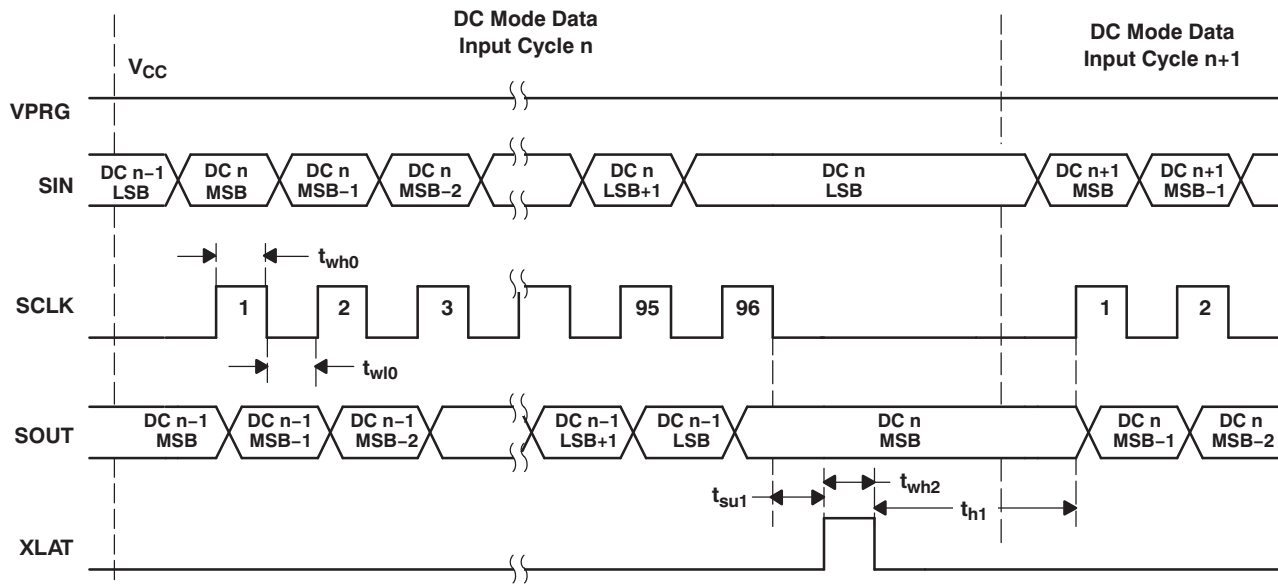 DC Mode Data
Input Cycle n
DC Mode Data
Input Cycle n+1
VCC
VPRG
SIN
DC n−1
LSB
DC n
MSB
DC n
MSB−1
DC n
MSB−2
DC n
LSB+1
DC n
LSB
DC n+1
MSB
DC n+1
MSB−1
twh0
SCLK
1
2
3
95
96
1
2
twl0
SOUT
DC n−1
MSB
DC n−1
MSB−1
DC n−1
MSB−2
DC n−1
LSB+1
DC n−1
LSB
DC n
MSB
DC n
MSB−1
DC n
MSB−2
tsu1
twh2
th1
XLAT